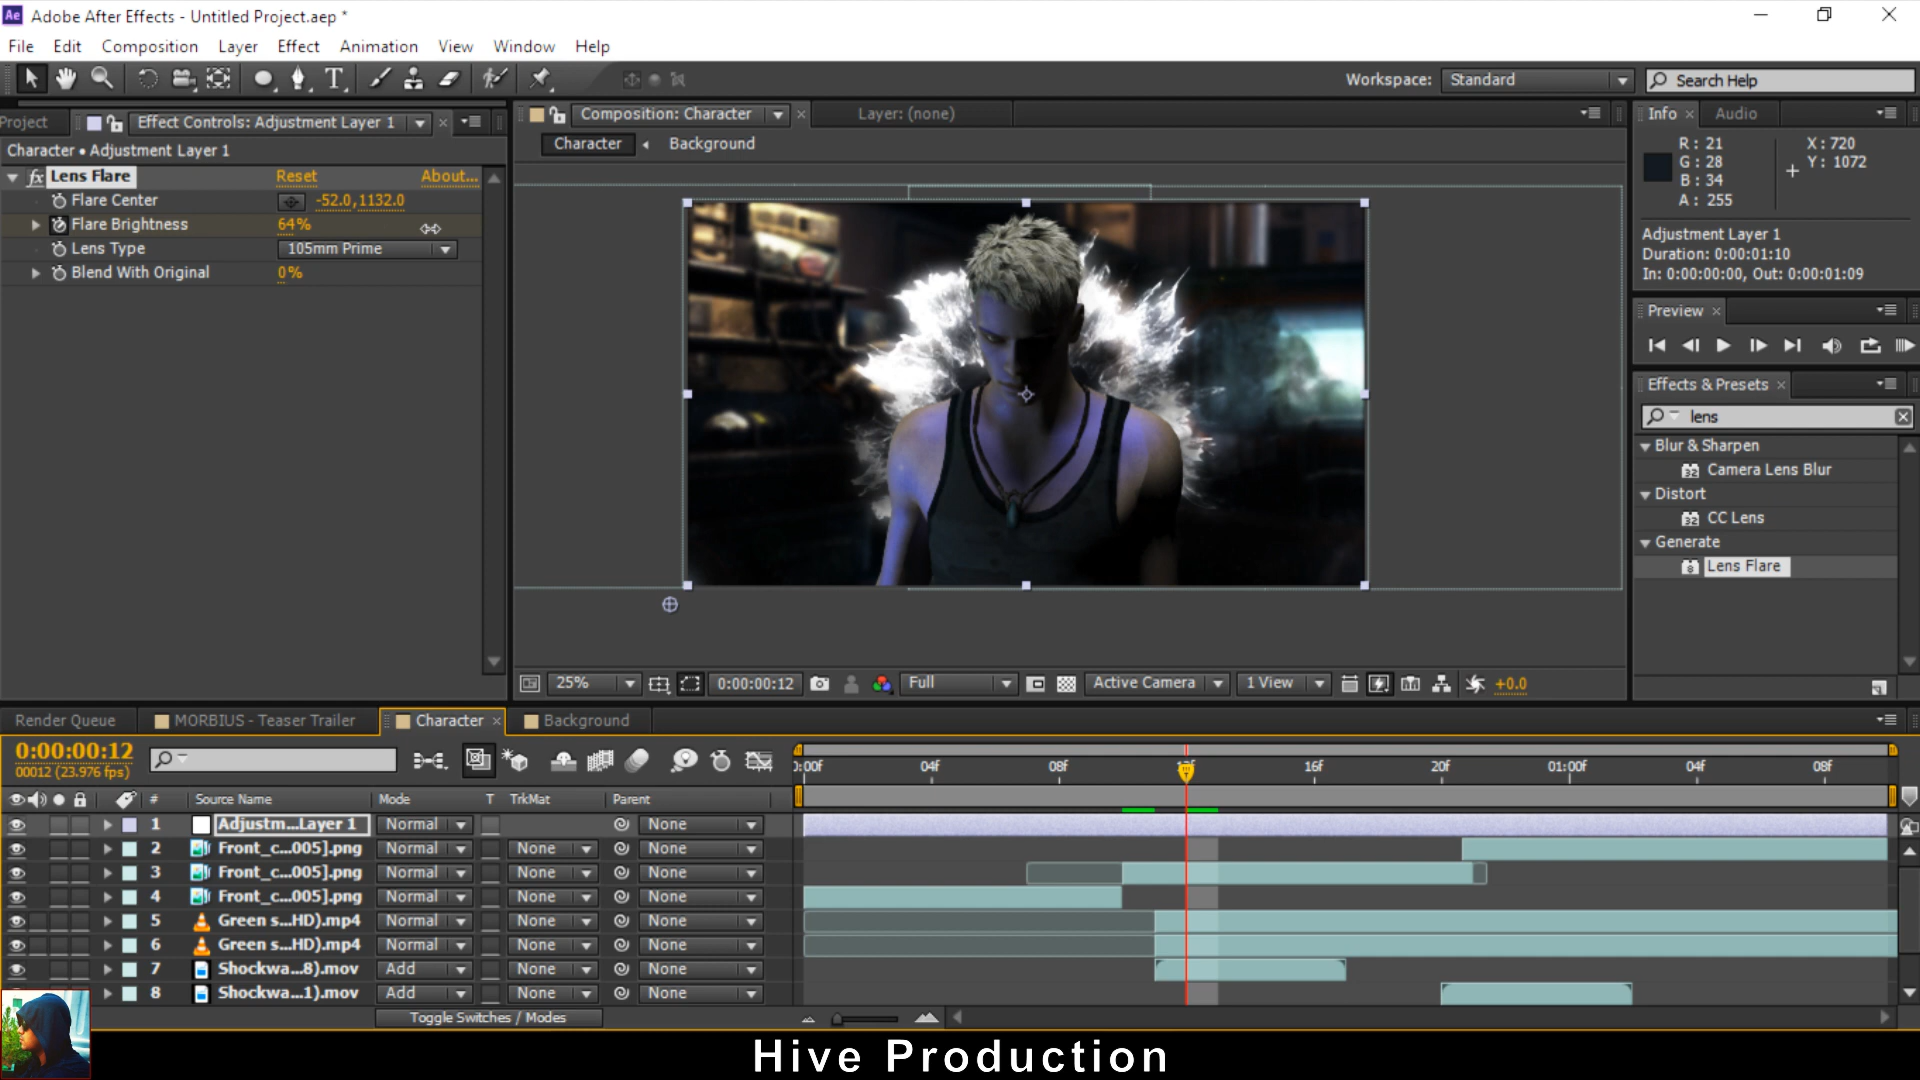 Ae Adobe After Effects - Untitled Project.aep *
File Edit Composition Layer Effect Animation View Window Help
Workspace: Standard Search Help
Project Effect Controls: Adjustment Layer 1
Character • Adjustment Layer 1
fx Lens Flare Reset About...
Flare Center -52.0,1132.0
Flare Brightness 64%
Lens Type 105mm Prime
Blend With Original 0%
Composition: Character Layer: (none)
Character Background
25% 0:00:00:12 Full Active Camera 1 View +0.0
Info Audio
R: 21 X: 720
G: 28 Y: 1072
B: 34
A: 255
Adjustment Layer 1
Duration: 0:00:01:10
In: 0:00:00:00, Out: 0:00:01:09
Preview
Effects & Presets
lens
Blur & Sharpen
Camera Lens Blur
Distort
CC Lens
Generate
Lens Flare
Render Queue MORBIUS - Teaser Trailer Character Background
0:00:00:12
00012 (23.976 fps)
04f 08f 16f 20f 01:00f 04f 08f
# Source Name Mode T TrkMat Parent
1 Adjustm...Layer 1 Normal None
2 Front_c...005].png Normal None None
3 Front_c...005].png Normal None None
4 Front_c...005].png Normal None None
5 Green s...HD).mp4 Normal None None
6 Green s...HD).mp4 Normal None None
7 Shockwa...8).mov Add None None
8 Shockwa...1).mov Add None None
Toggle Switches / Modes
Hive Production